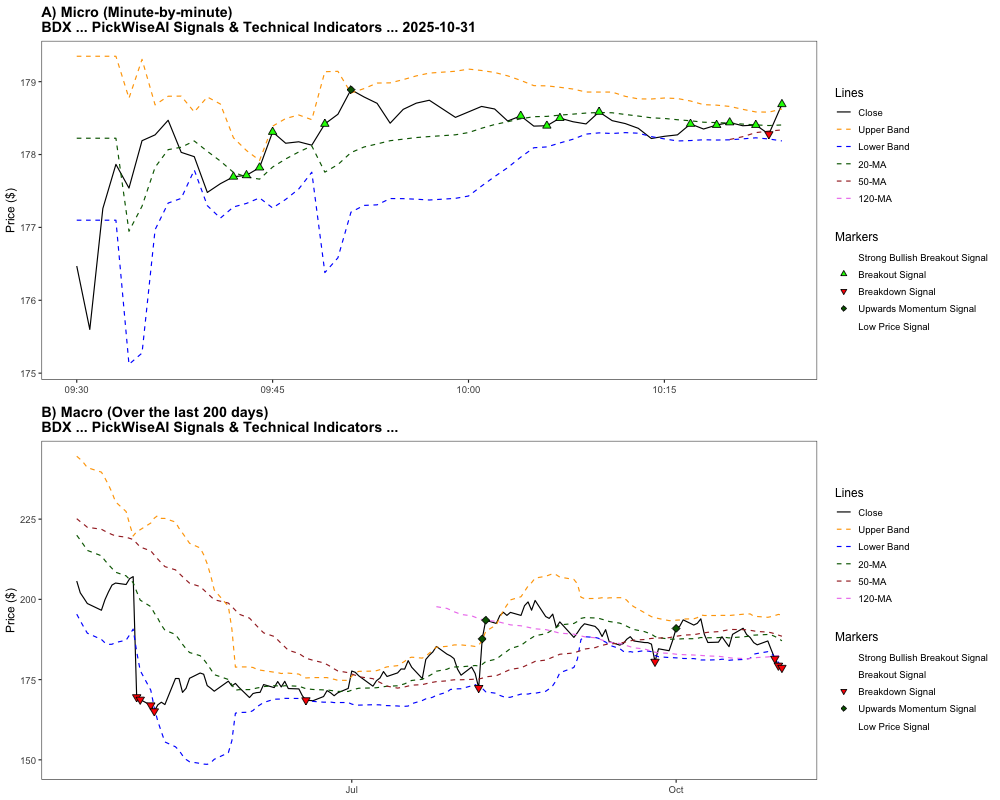 A) Micro (Minute-by-minute)
BDX ... PickWiseAI Signals & Technical Indicators ... 2025-10-31
179
178
177
176
175
Price ($)
09:30
09:45
10:00
10:15
Lines
Close
Upper Band
Lower Band
20-MA
50-MA
120-MA
Markers
Strong Bullish Breakout Signal
Breakout Signal
Breakdown Signal
Upwards Momentum Signal
Low Price Signal
B) Macro (Over the last 200 days)
BDX ... PickWiseAI Signals & Technical Indicators ...
225
200
175
150
Price ($)
Jul
Oct
Lines
Close
Upper Band
Lower Band
20-MA
50-MA
120-MA
Markers
Strong Bullish Breakout Signal
Breakout Signal
Breakdown Signal
Upwards Momentum Signal
Low Price Signal